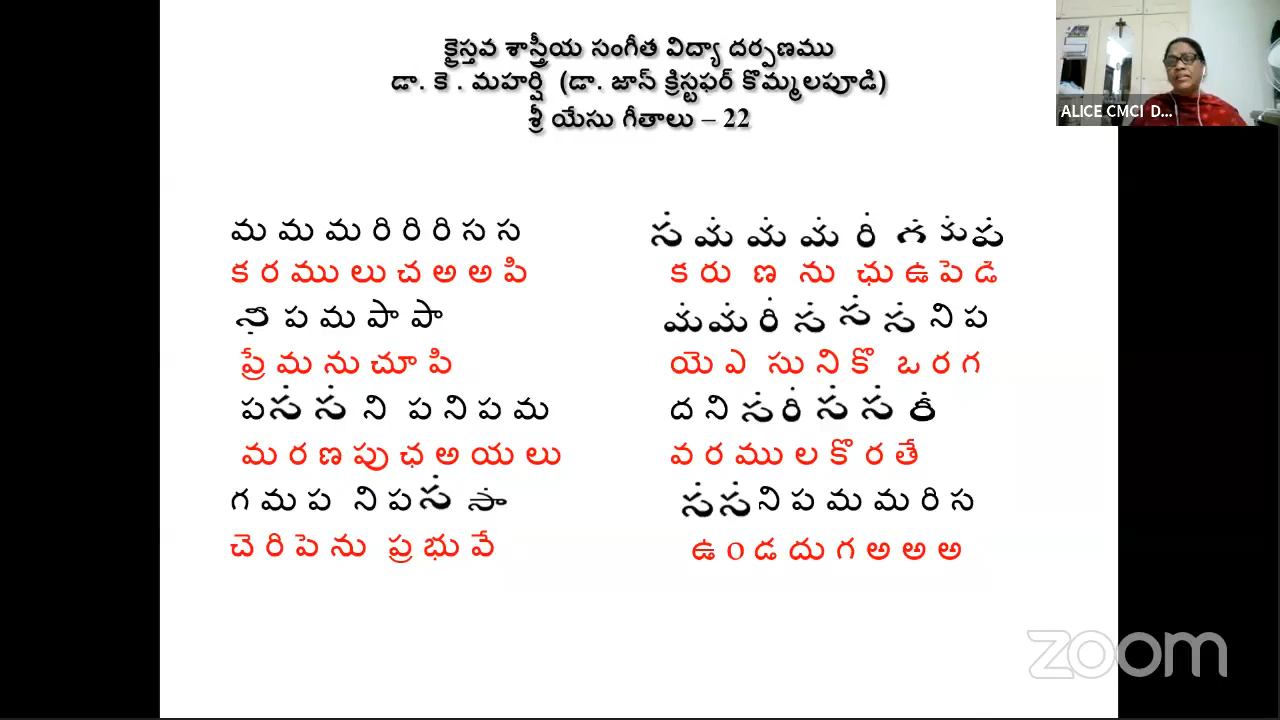 క్రైస్తవ శాస్త్రీయ సంగీత విద్యా దర్పణము
డా. కె . మహర్షి (డా. జాస్ క్రిస్టఫర్ కొమ్మలపూడి)
శ్రీ యేసు గీతాలు – 22
ALICE CMCI D...
మ మ మ రి రి రి స స
క ర ము లు చ అ అ పి
నీ ప మ పా పా
ప్రే మ ను చూ పి
ప సׁ సׁ ని ప ని ప మ
మ ర ణ పు ఛ అ య లు
గ మ ప ని ప స̇ సా̇
చె రి పె ను ప్ర భు వే
స̇ మ̇ మ̇ మ̇ రి̇ గ̇ మ̇ ప̇
క రు ణ ను ఛు ఉ పె డి
మ̇ మ̇ రి̇ స̇ స̇ స̇ ని ప
యె ఎ సు ని కొ ఒ ర గ
ద ని స̇ రి̇ స̇ స̇ రీ̇
వ ర ము ల కొ ర తే
స̇ స̇ ని ప మ మ రి స
ఉ ం డ దు గ అ అ అ
zoom